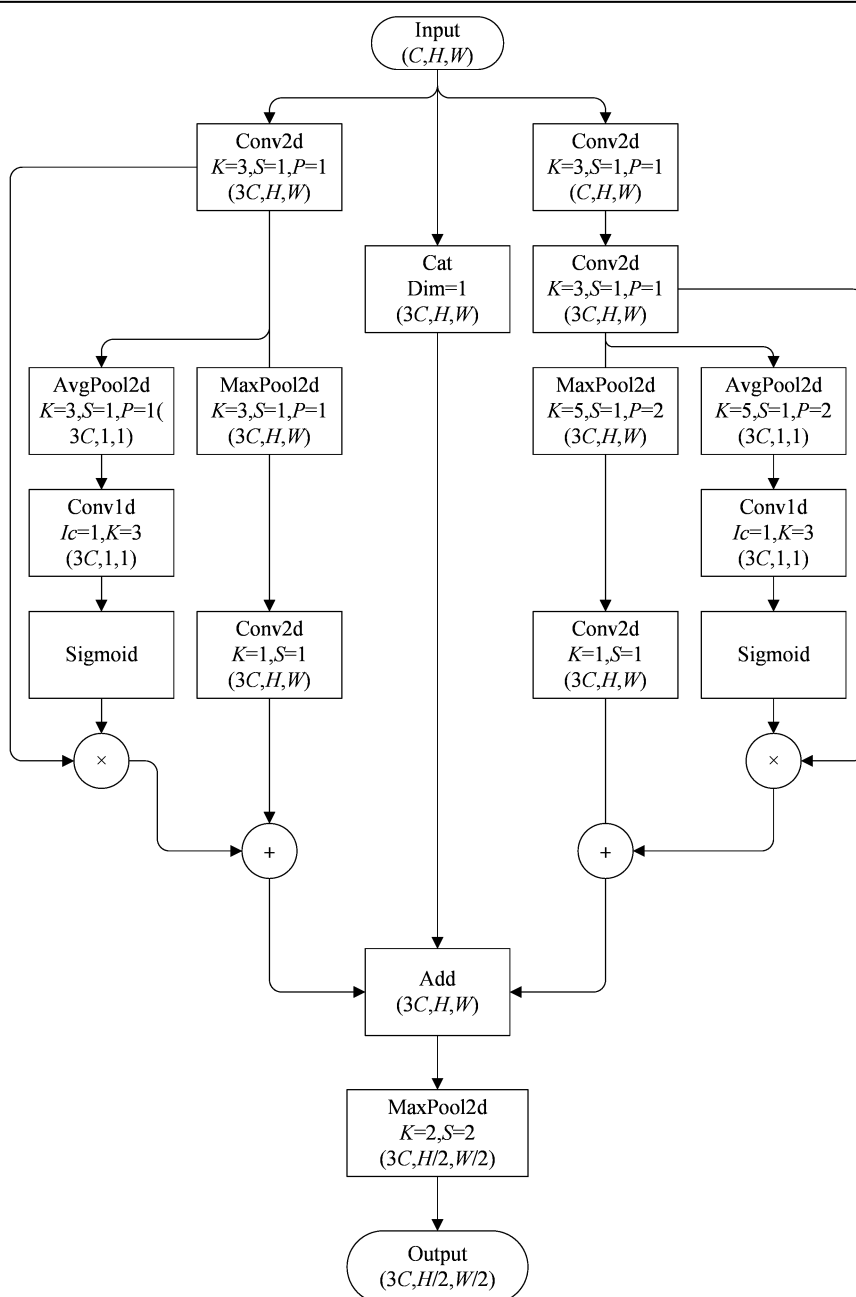 Input
(C,H,W)
Conv2d
K=3,S=1,P=1
(3C,H,W)
Conv2d
K=3,S=1,P=1
(C,H,W)
Cat
Dim=1
(3C,H,W)
Conv2d
K=3,S=1,P=1
(3C,H,W)
AvgPool2d
K=3,S=1,P=1(
3C,1,1)
MaxPool2d
K=3,S=1,P=1
(3C,H,W)
MaxPool2d
K=5,S=1,P=2
(3C,H,W)
AvgPool2d
K=5,S=1,P=2
(3C,1,1)
Conv1d
Ic=1,K=3
(3C,1,1)
Conv1d
Ic=1,K=3
(3C,1,1)
Sigmoid
Conv2d
K=1,S=1
(3C,H,W)
Conv2d
K=1,S=1
(3C,H,W)
Sigmoid
×
×
+
+
Add
(3C,H,W)
MaxPool2d
K=2,S=2
(3C,H/2,W/2)
Output
(3C,H/2,W/2)